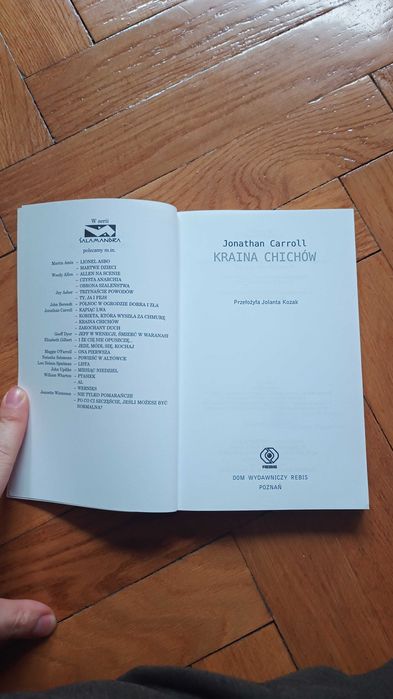 W serii
SALAMANDRA
polecamy m.in.
Martin Amis – LIONEL ASBO
– MARTWE DZIECI
Woody Allen – ALLEN NA SCENIE
– CZYSTA ANARCHIA
– OBRONA SZALEŃSTWA
Jay Asher – TRZYNAŚCIE POWODÓW
– TY, JA I FEJS
John Berendt – PÓŁNOC W OGRODZIE DOBRA I ZŁA
Jonathan Carroll – KĄPIĄC LWA
– KOBIETA, KTÓRA WYSZŁA ZA CHMURĘ
– KRAINA CHICHÓW
– ZAKOCHANY DUCH
Geoff Dyer – JEFF W WENECJI, ŚMIERĆ W WARANASI
Elizabeth Gilbert – I ŻE CIĘ NIE OPUSZCZĘ..
– JEDZ, MÓDL SIĘ, KOCHAJ
Maggie O'Farrell – ONA PIERWSZA
Natasha Solomons – POWIEŚĆ W ALTÓWCE
– LISTA
John Updike – MIESIĄC NIEDZIEL
William Wharton – PTASIEK
– AL
– WERNIKS
Jeanette Winterson – NIE TYLKO POMARAŃCZE
– PO CO CI SZCZĘŚCIE, JEŚLI MOŻESZ BYĆ
NORMALNA?
Jonathan Carroll
KRAINA CHICHÓW
Przełożyła Jolanta Kozak
REBIS
DOM WYDAWNICZY REBIS
POZNAŃ